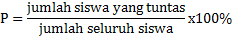 P = jumlah siswa yang tuntas / jumlah seluruh siswa x100%